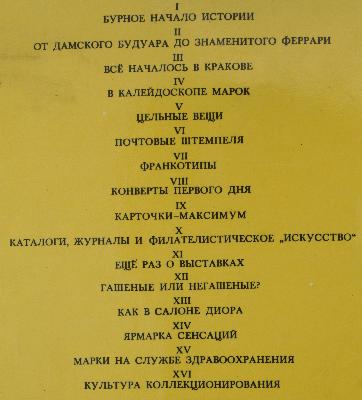 I
БУРНОЕ НАЧАЛО ИСТОРИИ
II
ОТ ДАМСКОГО БУДУАРА ДО ЗНАМЕНИТОГО ФЕРРАРИ
III
ВСЁ НАЧАЛОСЬ В КРАКОВЕ
IV
В КАЛЕЙДОСКОПЕ МАРОК
V
ЦЕЛЬНЫЕ ВЕЩИ
VI
ПОЧТОВЫЕ ШТЕМПЕЛЯ
VII
ФРАНКОТИПЫ
VIII
КОНВЕРТЫ ПЕРВОГО ДНЯ
IX
КАРТОЧКИ-МАКСИМУМ
X
КАТАЛОГИ, ЖУРНАЛЫ И ФИЛАТЕЛИСТИЧЕСКОЕ „ИСКУССТВО“
XI
ЕЩЁ РАЗ О ВЫСТАВКАХ
XII
ГАШЕНЫЕ ИЛИ НЕГАШЕНЫЕ?
XIII
КАК В САЛОНЕ ДИОРА
XIV
ЯРМАРКА СЕНСАЦИЙ
XV
МАРКИ НА СЛУЖБЕ ЗДРАВООХРАНЕНИЯ
XVI
КУЛЬТУРА КОЛЛЕКЦИОНИРОВАНИЯ